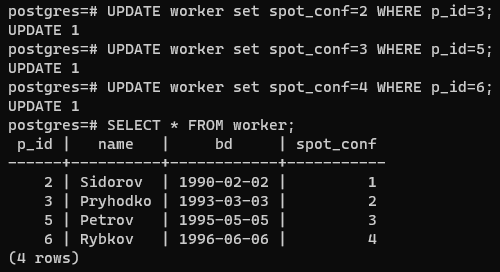 postgres=# UPDATE worker set spot_conf=2 WHERE p_id=3;
UPDATE 1
postgres=# UPDATE worker set spot_conf=3 WHERE p_id=5;
UPDATE 1
postgres=# UPDATE worker set spot_conf=4 WHERE p_id=6;
UPDATE 1
postgres=# SELECT * FROM worker;
 p_id |   name   |     bd     | spot_conf
------+----------+------------+-----------
    2 | Sidorov  | 1990-02-02 |         1
    3 | Pryhodko | 1993-03-03 |         2
    5 | Petrov   | 1995-05-05 |         3
    6 | Rybkov   | 1996-06-06 |         4
(4 rows)